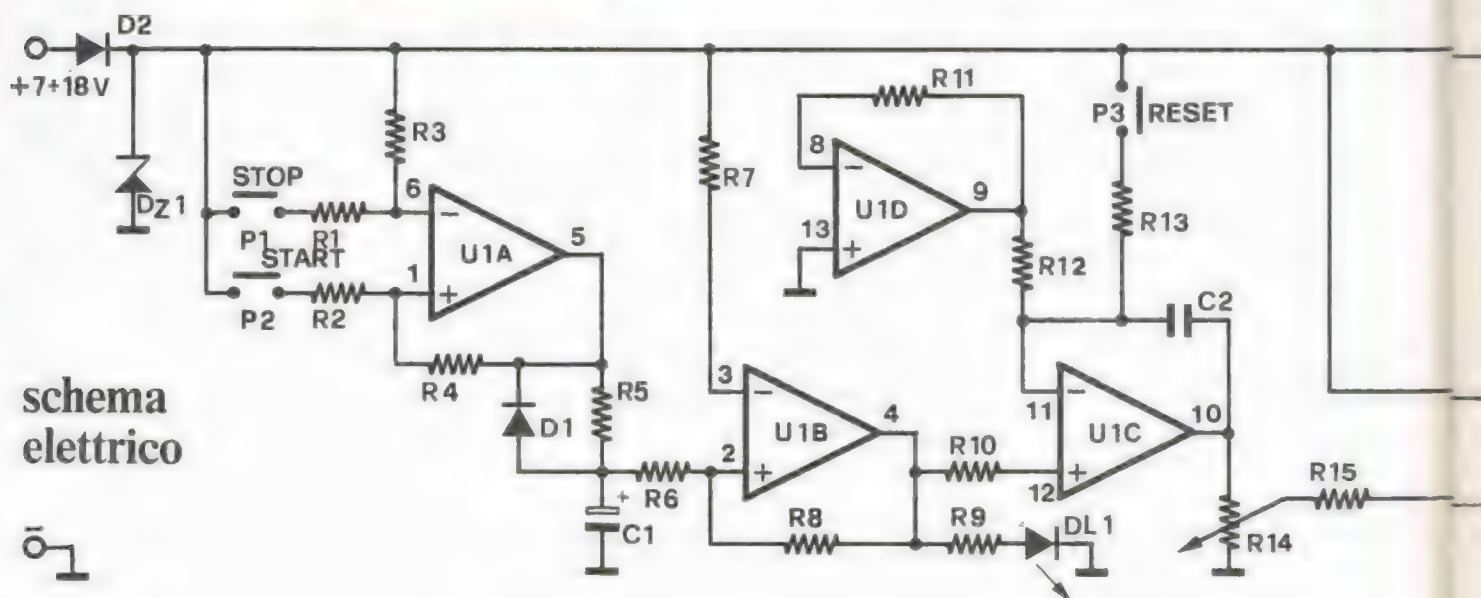 D2
+7÷18V
DZ1
STOP
P1
R1
START
P2
R2
R3
6
1
U1A
5
R4
R5
D1
+
C1
R6
R7
3
2
U1B
4
R8
R9
DL1
R10
R11
8
13
U1D
9
R12
P3
RESET
R13
C2
11
12
U1C
10
R14
R15
schema
elettrico